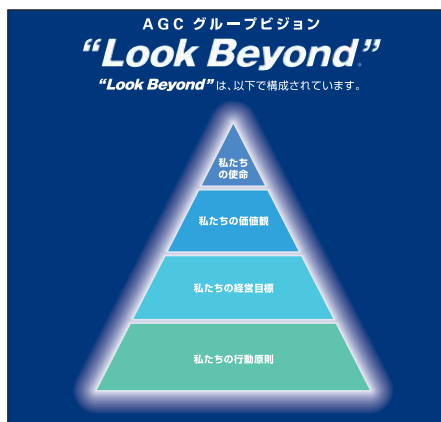 AGC グループビジョン
“Look Beyond.”
“Look Beyond”は、以下で構成されています。
私たち
の使命
私たちの価値観
私たちの経営目標
私たちの行動原則